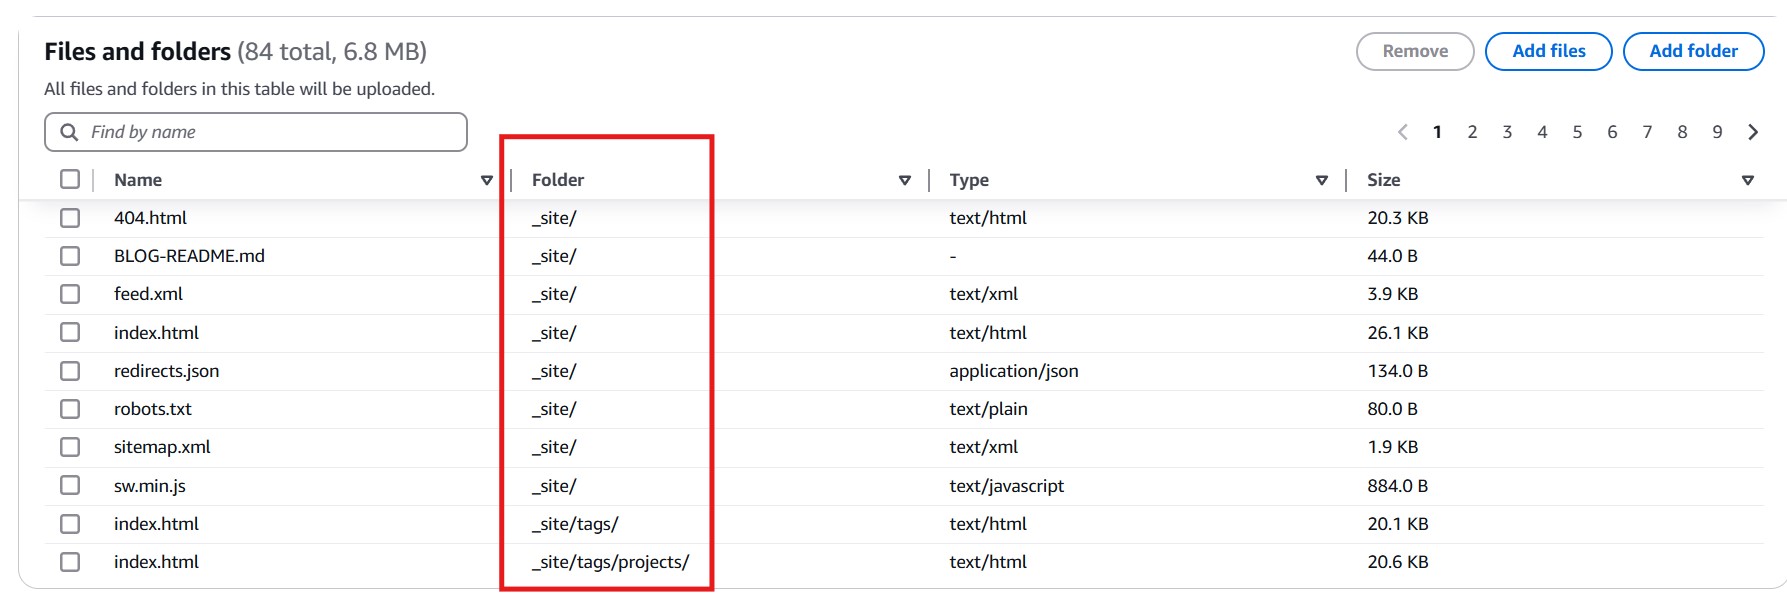 Files and folders (84 total, 6.8 MB) Remove Add files Add folder
All files and folders in this table will be uploaded.
Find by name 1 2 3 4 5 6 7 8 9
Name Folder Type Size
404.html _site/ text/html 20.3 KB
BLOG-README.md _site/ - 44.0 B
feed.xml _site/ text/xml 3.9 KB
index.html _site/ text/html 26.1 KB
redirects.json _site/ application/json 134.0 B
robots.txt _site/ text/plain 80.0 B
sitemap.xml _site/ text/xml 1.9 KB
sw.min.js _site/ text/javascript 884.0 B
index.html _site/tags/ text/html 20.1 KB
index.html _site/tags/projects/ text/html 20.6 KB